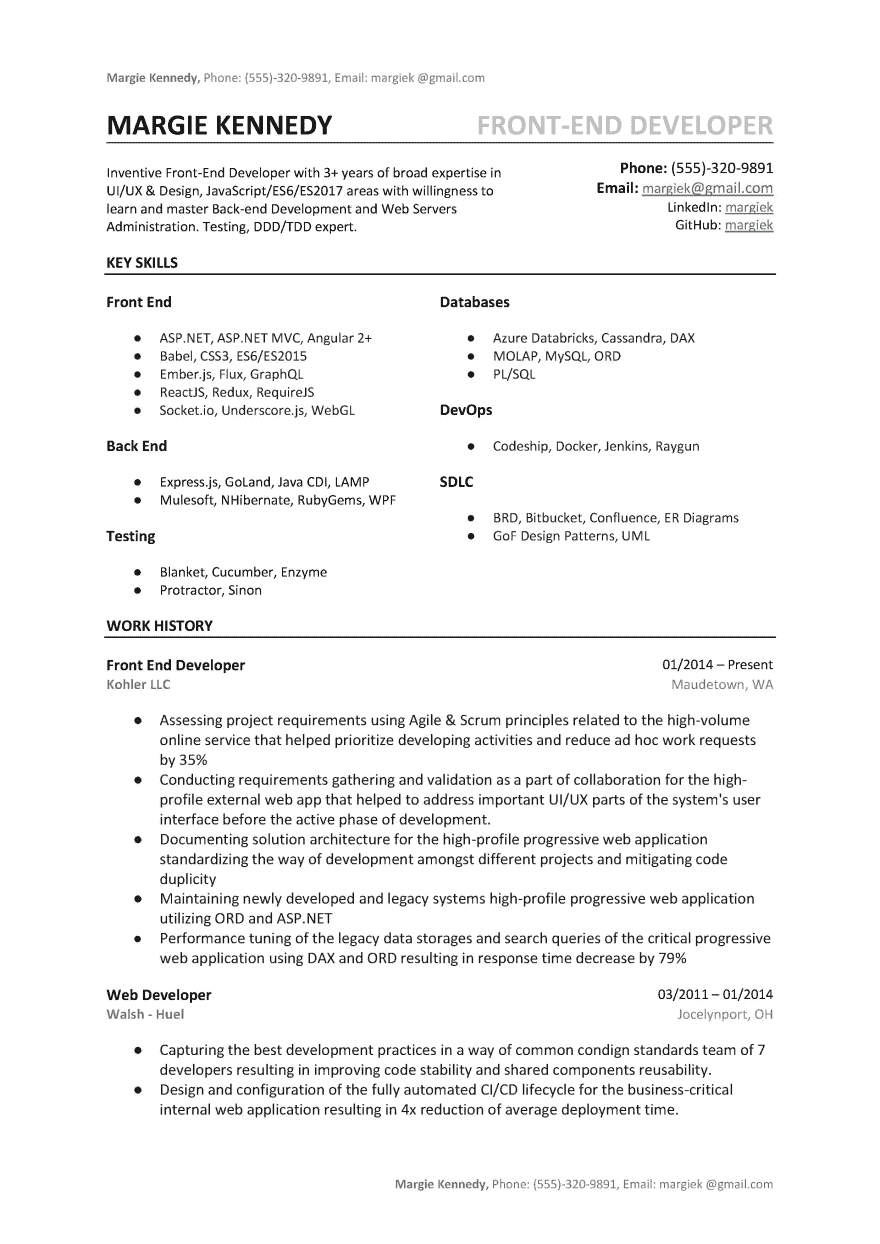 Margie Kennedy, Phone: (555)-320-9891, Email: margiek @gmail.com
MARGIE KENNEDY
FRONT-END DEVELOPER
Inventive Front-End Developer with 3+ years of broad expertise in
UI/UX & Design, JavaScript/ES6/ES2017 areas with willingness to
learn and master Back-end Development and Web Servers
Administration. Testing, DDD/TDD expert.
Phone: (555)-320-9891
Email: margiek@gmail.com
LinkedIn: margiek
GitHub: margiek
KEY SKILLS
Front End
● ASP.NET, ASP.NET MVC, Angular 2+
● Babel, CSS3, ES6/ES2015
● Ember.js, Flux, GraphQL
● ReactJS, Redux, RequireJS
● Socket.io, Underscore.js, WebGL
Back End
● Express.js, GoLand, Java CDI, LAMP
● Mulesoft, NHibernate, RubyGems, WPF
Testing
● Blanket, Cucumber, Enzyme
● Protractor, Sinon
Databases
● Azure Databricks, Cassandra, DAX
● MOLAP, MySQL, ORD
● PL/SQL
DevOps
● Codeship, Docker, Jenkins, Raygun
SDLC
● BRD, Bitbucket, Confluence, ER Diagrams
● GoF Design Patterns, UML
WORK HISTORY
Front End Developer 01/2014 – Present
Kohler LLC Maudetown, WA
● Assessing project requirements using Agile & Scrum principles related to the high-volume
online service that helped prioritize developing activities and reduce ad hoc work requests
by 35%
● Conducting requirements gathering and validation as a part of collaboration for the high-
profile external web app that helped to address important UI/UX parts of the system's user
interface before the active phase of development.
● Documenting solution architecture for the high-profile progressive web application
standardizing the way of development amongst different projects and mitigating code
duplicity
● Maintaining newly developed and legacy systems high-profile progressive web application
utilizing ORD and ASP.NET
● Performance tuning of the legacy data storages and search queries of the critical progressive
web application using DAX and ORD resulting in response time decrease by 79%
Web Developer 03/2011 – 01/2014
Walsh - Huel Jocelynport, OH
● Capturing the best development practices in a way of common condign standards team of 7
developers resulting in improving code stability and shared components reusability.
● Design and configuration of the fully automated CI/CD lifecycle for the business-critical
internal web application resulting in 4x reduction of average deployment time.
Margie Kennedy, Phone: (555)-320-9891, Email: margiek @gmail.com